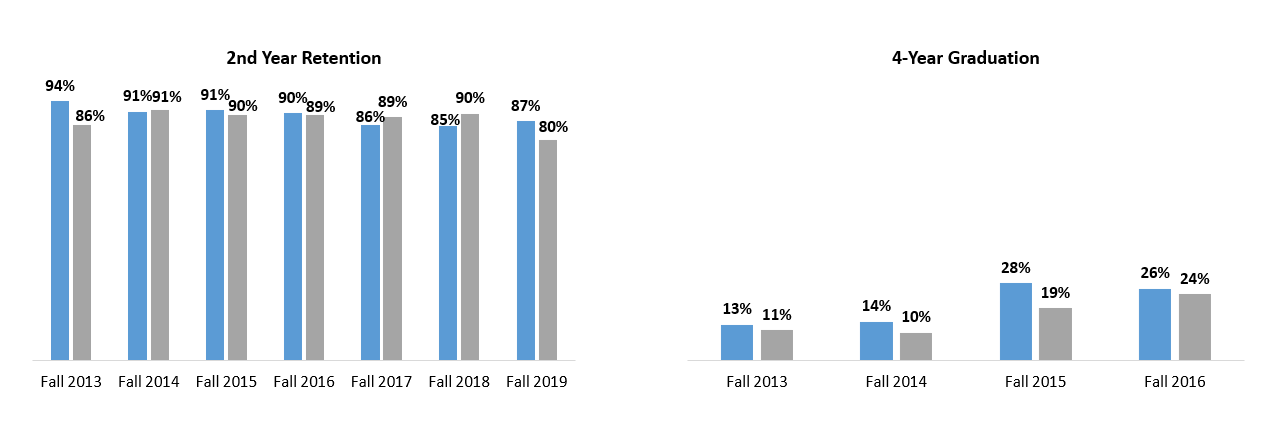 2nd Year Retention
94% 86% 91% 91% 91% 90% 90% 89% 86% 89% 85% 90% 87% 80%
Fall 2013 Fall 2014 Fall 2015 Fall 2016 Fall 2017 Fall 2018 Fall 2019
4-Year Graduation
13% 11% 14% 10% 28% 19% 26% 24%
Fall 2013 Fall 2014 Fall 2015 Fall 2016